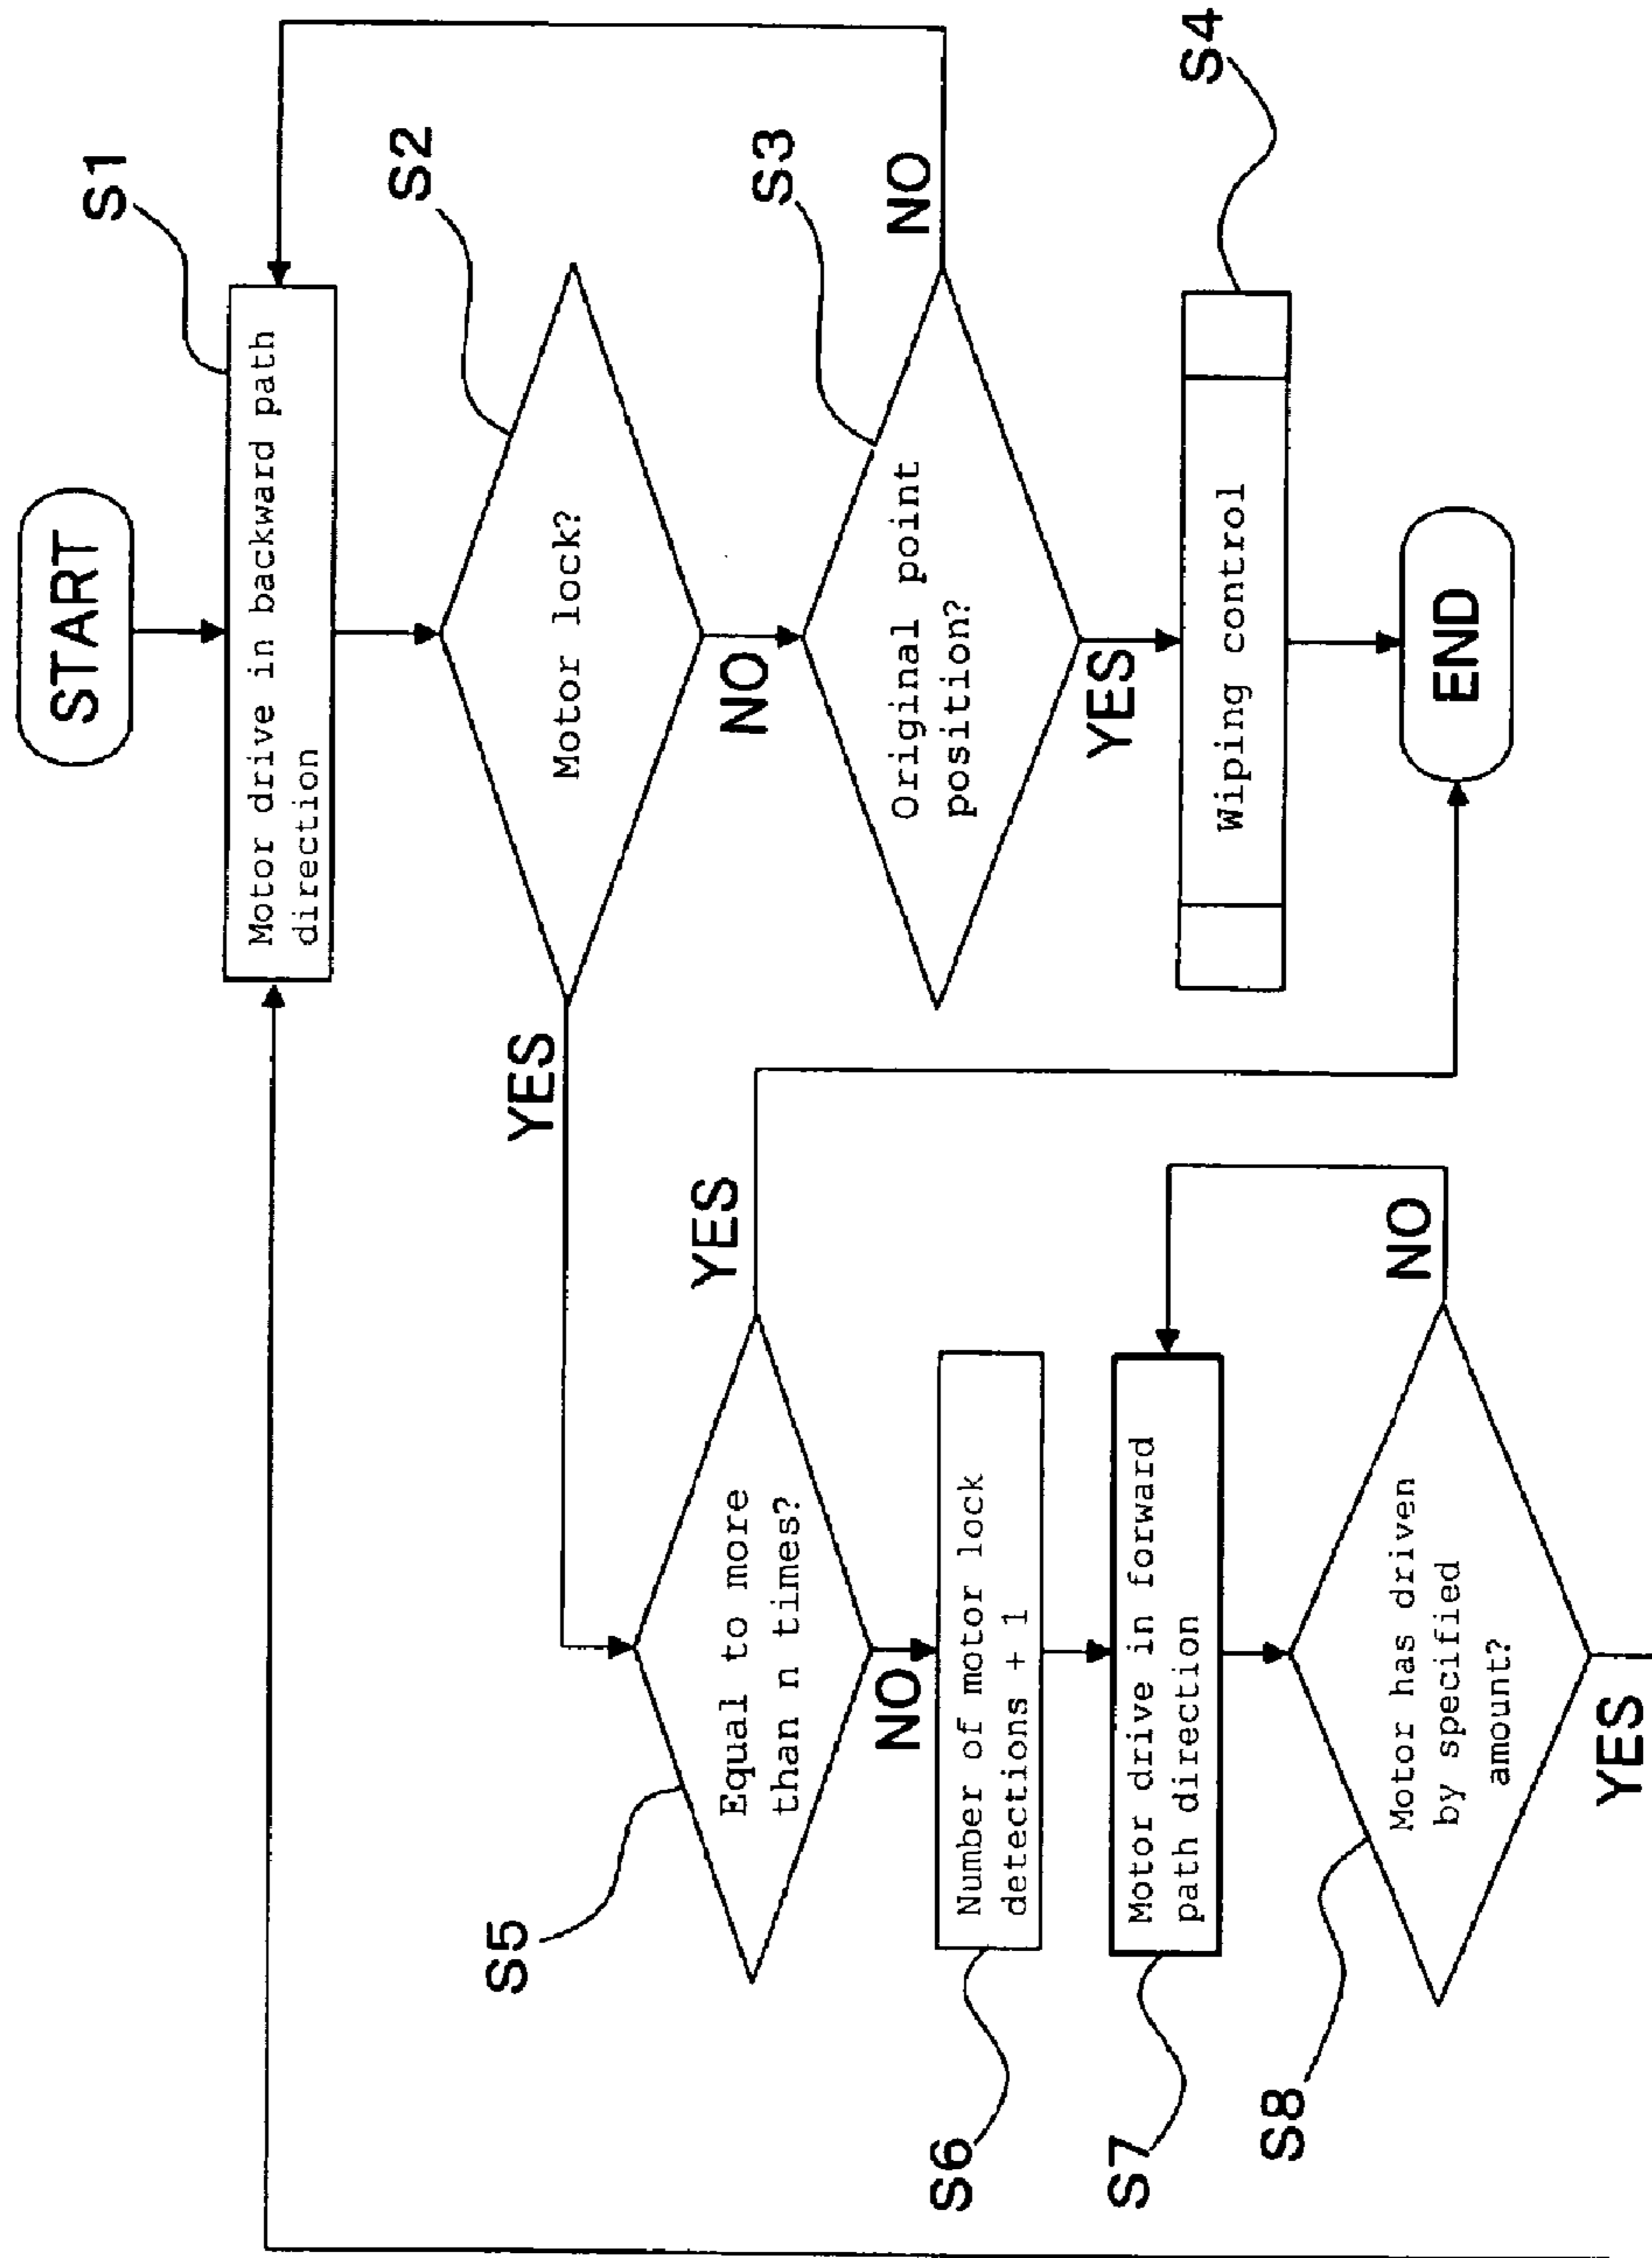 START
S1
Motor drive in backward path
direction
S2
Motor lock?
YES
NO
S3
Original point
position?
NO
YES
S4
Wiping control
END
S5
Equal to more
than n times?
YES
NO
S6
Number of motor lock
detections + 1
S7
Motor drive in forward
path direction
S8
Motor has driven
by specified
amount?
NO
YES